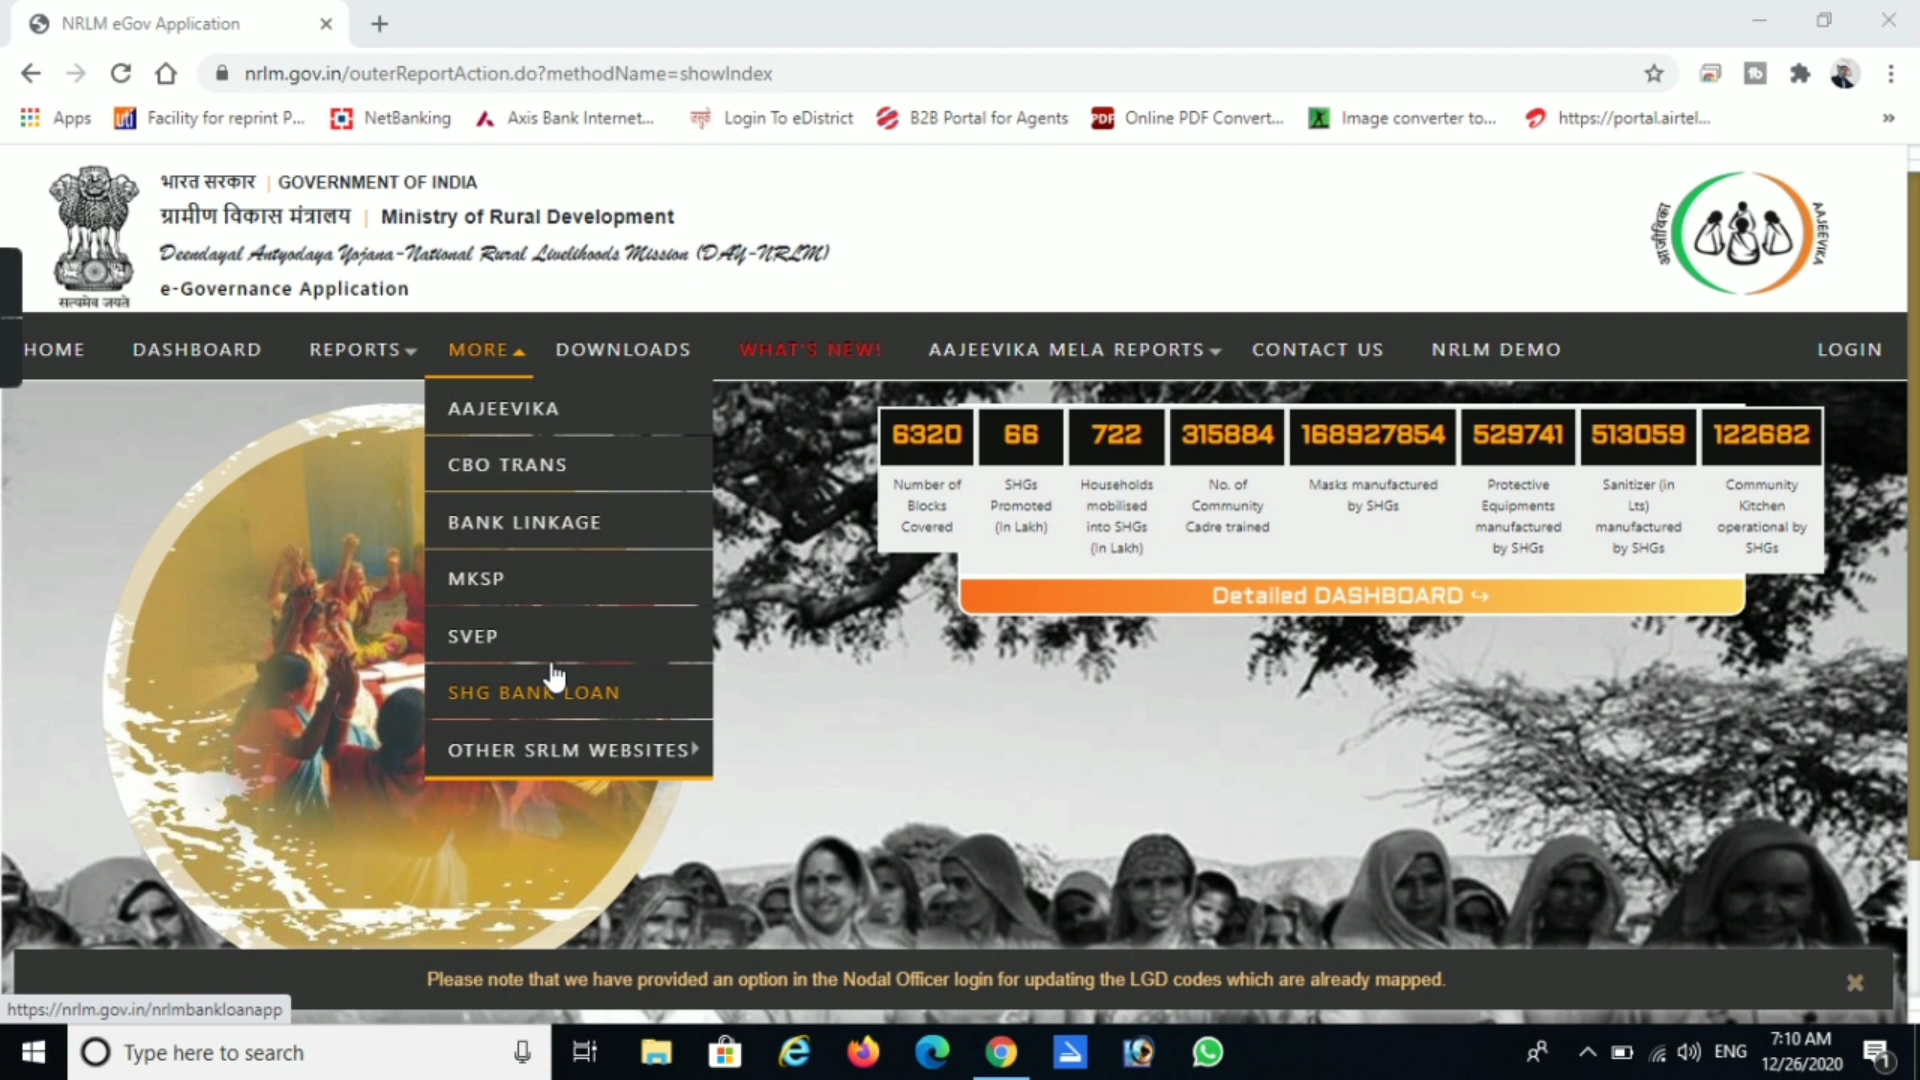 NRLM eGov Application
nrlm.gov.in/outerReportAction.do?methodName=showIndex
Apps
Facility for reprint P...
NetBanking
Axis Bank Internet...
Login To eDistrict
B2B Portal for Agents
Online PDF Convert...
Image converter to...
https://portal.airtel...
भारत सरकार | GOVERNMENT OF INDIA
ग्रामीण विकास मंत्रालय | Ministry of Rural Development
Deendayal Antyodaya Yojana-National Rural Livelihoods Mission (DAY-NRLM)
e-Governance Application
सत्यमेव जयते
आजीविका
AAJEEVIKA
HOME
DASHBOARD
REPORTS
MORE
DOWNLOADS
WHAT'S NEW!
AAJEEVIKA MELA REPORTS
CONTACT US
NRLM DEMO
LOGIN
AAJEEVIKA
CBO TRANS
BANK LINKAGE
MKSP
SVEP
SHG BANK LOAN
OTHER SRLM WEBSITES
6320
Number of
Blocks
Covered
66
SHGs
Promoted
(In Lakh)
722
Households
mobilised
into SHGs
(In Lakh)
315884
No. of
Community
Cadre trained
168927854
Masks manufactured
by SHGs
529741
Protective
Equipments
manufactured
by SHGs
513059
Sanitizer (in
Lts)
manufactured
by SHGs
122682
Community
Kitchen
operational by
SHGs
Detailed DASHBOARD
Please note that we have provided an option in the Nodal Officer login for updating the LGD codes which are already mapped.
https://nrlm.gov.in/nrlmbankloanapp
Type here to search
ENG
7:10 AM
12/26/2020
1